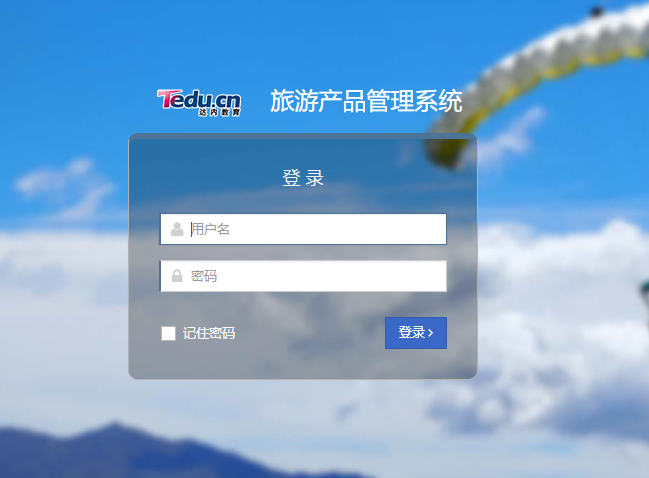 Tedu.cn
达内教育
旅游产品管理系统
登录
用户名
密码
记住密码
登录 ›